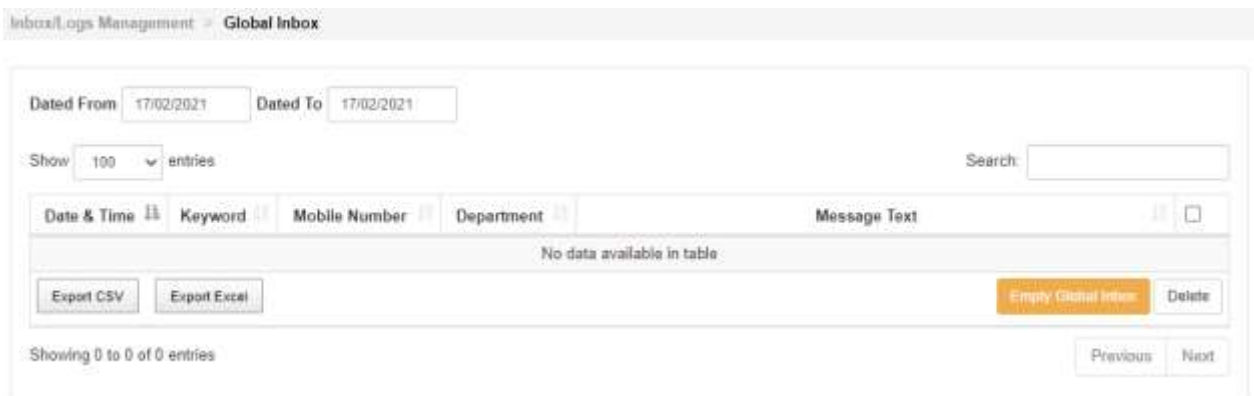 Inbox/Logs Management > Global Inbox
Dated From 17/02/2021 Dated To 17/02/2021
Show 100 entries Search:
Date & Time Keyword Mobile Number Department Message Text
No data available in table
Export CSV Export Excel Empty Global Inbox Delete
Showing 0 to 0 of 0 entries Previous Next